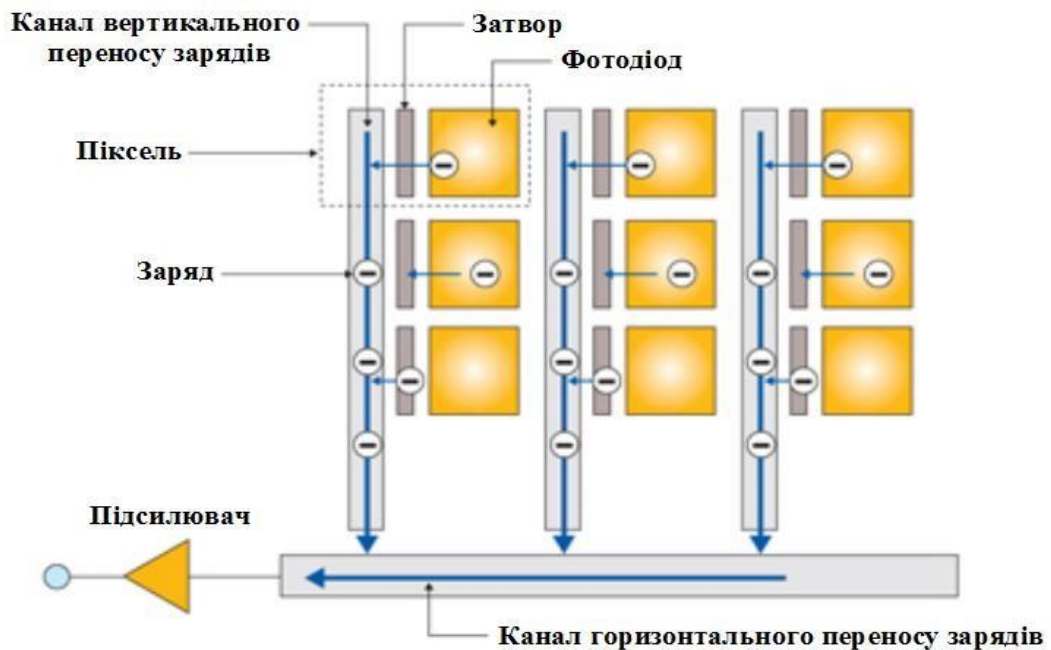 Канал вертикального
переносу зарядів
Затвор
Фотодіод
Піксель
Заряд
Підсилювач
Канал горизонтального переносу зарядів